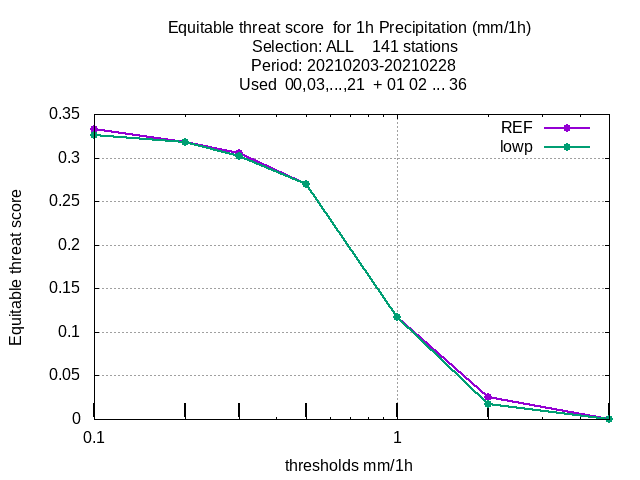 Equitable threat score  for 1h Precipitation (mm/1h)
Selection: ALL    141 stations
Period: 20210203-20210228
Used  00,03,...,21  + 01 02 ... 36
REF
lowp
0.35
0.3
0.25
0.2
0.15
0.1
0.05
0
Equitable threat score
0.1
1
thresholds mm/1h